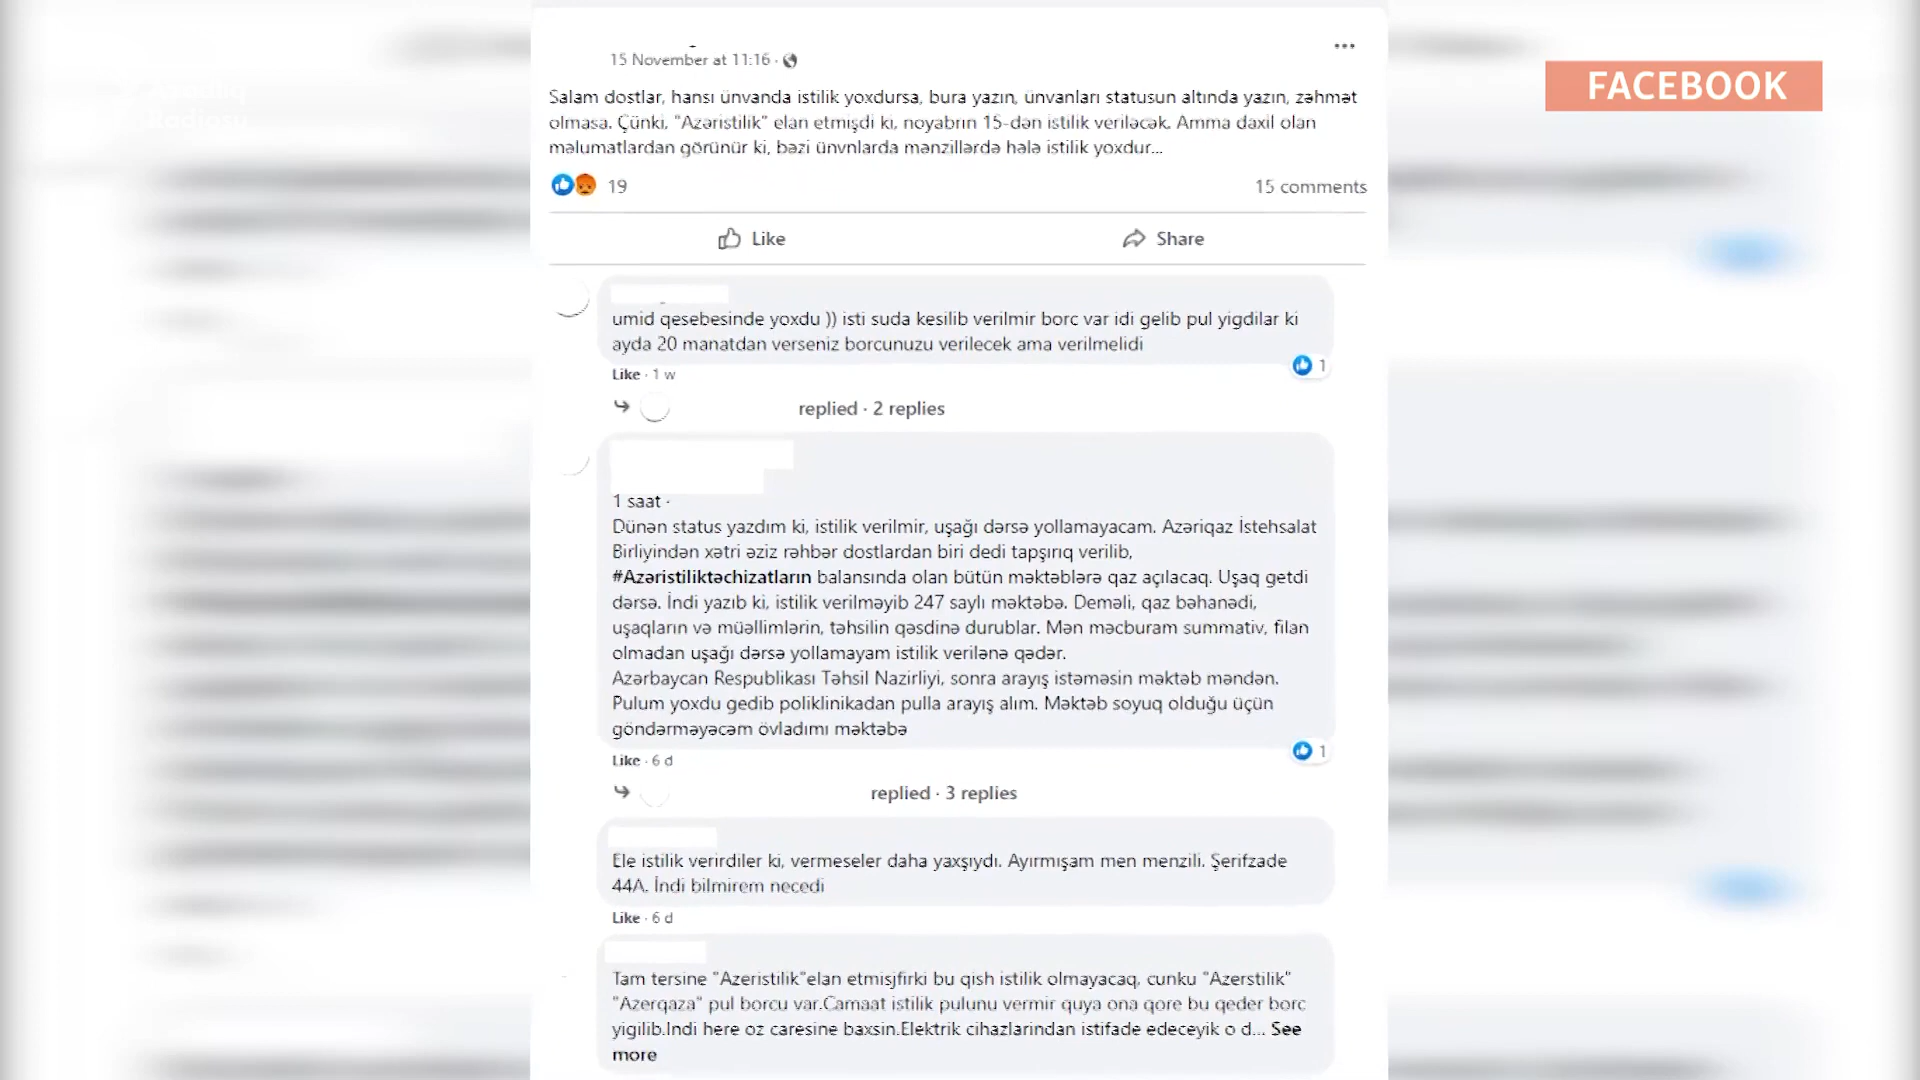 Azadlıq
Radiosu
FACEBOOK
15 November at 11:16 ·
Salam dostlar, hansı ünvanda istilik yoxdursa, bura yazın, ünvanları statusun altında yazın, zəhmət
olmasa. Çünki, "Azəristilik" elan etmişdi ki, noyabrın 15-dən istilik veriləcək. Amma daxil olan
məlumatlardan görünür ki, bəzi ünvnlarda mənzillərdə hələ istilik yoxdur...
19
15 comments
Like
Share
umid qesebesinde yoxdu )) isti suda kesilib verilmir borc var idi gelib pul yigdilar ki
ayda 20 manatdan verseniz borcunuzu verilecek ama verilmelidi
Like · 1 w
1
replied · 2 replies
1 saat ·
Dünən status yazdım ki, istilik verilmir, uşağı dərsə yollamayacam. Azəriqaz İstehsalat
Birliyindən xətri əziz rəhbər dostlardan biri dedi tapşırıq verilib,
#Azəristiliktəchizatların balansında olan bütün məktəblərə qaz açılacaq. Uşaq getdi
dərsə. İndi yazıb ki, istilik verilməyib 247 saylı məktəbə. Deməli, qaz bəhanədi,
uşaqların və müəllimlərin, təhsilin qəsdinə durublar. Mən məcburam summativ, filan
olmadan uşağı dərsə yollamayam istilik verilənə qədər.
Azərbaycan Respublikası Təhsil Nazirliyi, sonra arayış istəməsin məktəb məndən.
Pulum yoxdu gedib poliklinikadan pulla arayış alım. Məktəb soyuq olduğu üçün
göndərməyəcəm övladımı məktəbə
Like · 6 d
1
replied · 3 replies
Ele istilik verirdiler ki, vermeseler daha yaxşıydı. Ayırmışam men menzili. Şerifzade
44A. İndi bilmirem necedi
Like · 6 d
Tam tersine "Azeristilik"elan etmisjfirki bu qish istilik olmayacaq, cunku "Azerstilik"
"Azerqaza" pul borcu var.Camaat istilik pulunu vermir quya ona qore bu qeder borc
yigilib.Indi here oz caresine baxsin.Elektrik cihazlarindan istifade edeceyik o d... See
more